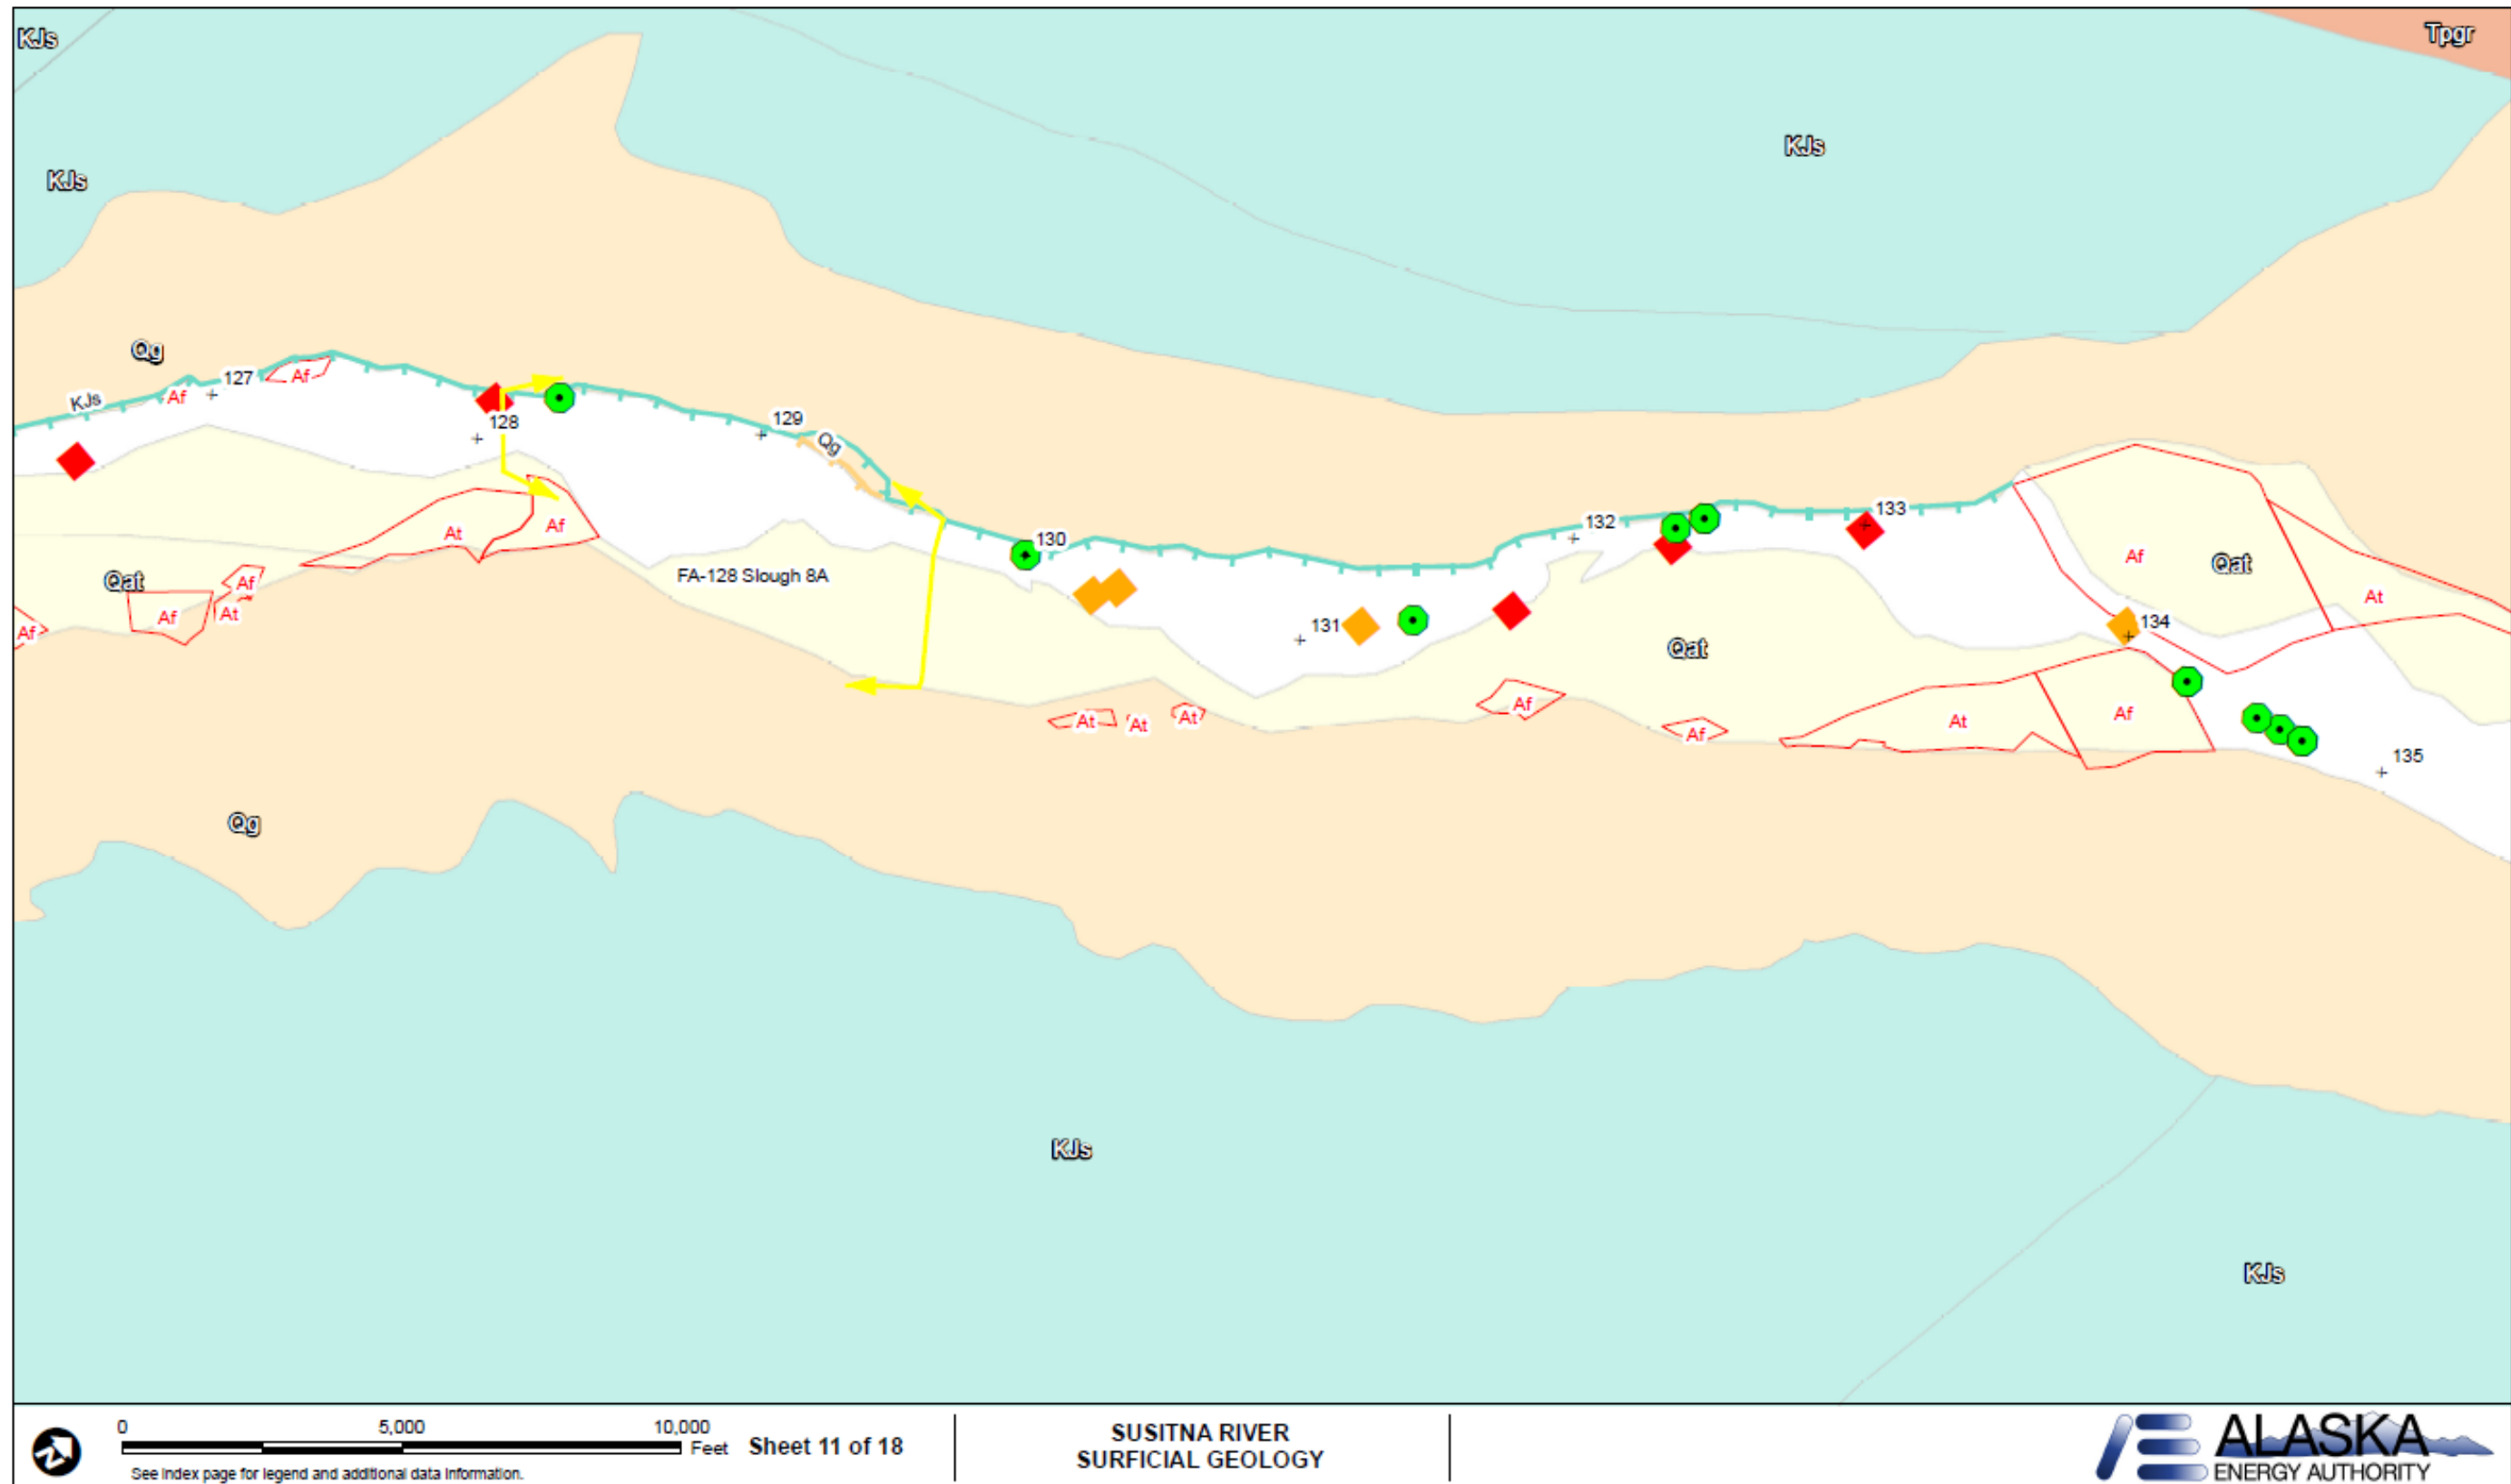 KJs
Tpgr
KJs
KJs
Qg
127
Af
KJs
Af
128
129
Qg
130
132
133
At
Af
Qat
Af
Af
At
Af
FA-128 Slough 8A
131
Af
Qat
At
134
Qat
Af
At
At
At
Af
At
Af
135
Qg
KJs
KJs
0 5,000 10,000
Feet Sheet 11 of 18
See Index page for legend and additional data information.
SUSITNA RIVER
SURFICIAL GEOLOGY
N
ALASKA
ENERGY AUTHORITY